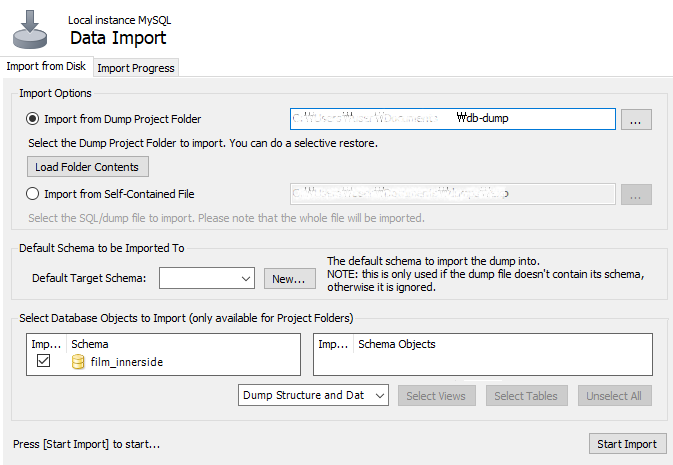 Local instance MySQL
Data Import
Import from Disk
Import Progress
Import Options
Import from Dump Project Folder
₩db-dump
...
Select the Dump Project Folder to import. You can do a selective restore.
Load Folder Contents
Import from Self-Contained File
...
Select the SQL/dump file to import. Please note that the whole file will be imported.
Default Schema to be Imported To
Default Target Schema:
New...
The default schema to import the dump into.
NOTE: this is only used if the dump file doesn't contain its schema,
otherwise it is ignored.
Select Database Objects to Import (only available for Project Folders)
Imp... Schema
film_innerside
Imp... Schema Objects
Dump Structure and Dat
Select Views
Select Tables
Unselect All
Press [Start Import] to start...
Start Import